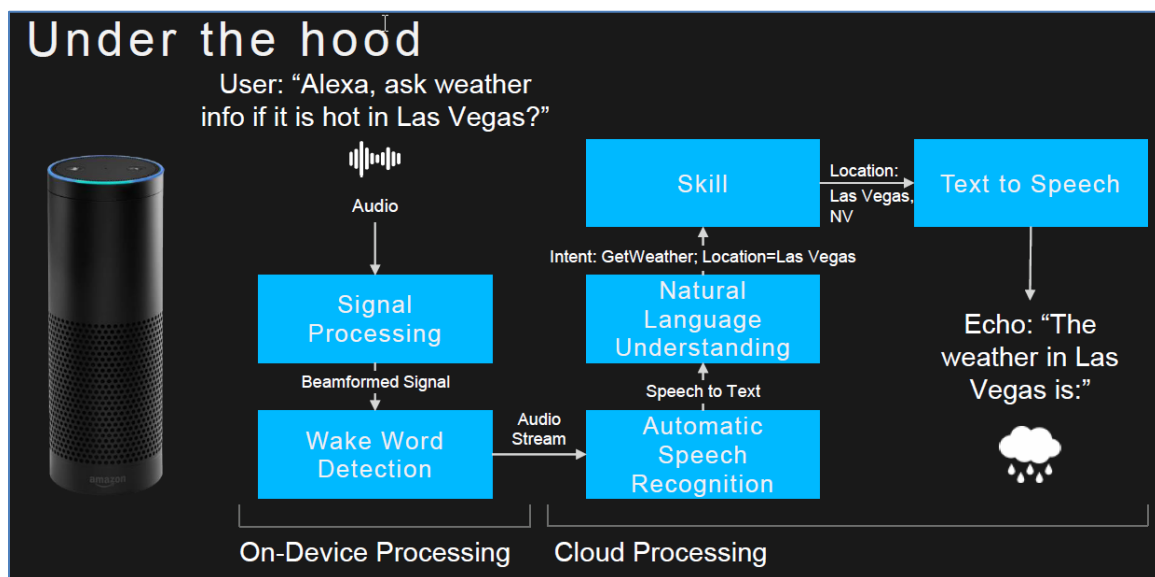 Under the hood
User: “Alexa, ask weather
info if it is hot in Las Vegas?”
Audio
Signal
Processing
Beamformed Signal
Wake Word
Detection
Audio
Stream
Automatic
Speech
Recognition
Speech to Text
Natural
Language
Understanding
Intent: GetWeather; Location=Las Vegas
Skill
Location:
Las Vegas,
NV
Text to Speech
Echo: “The
weather in Las
Vegas is:”
amazon
On-Device Processing
Cloud Processing